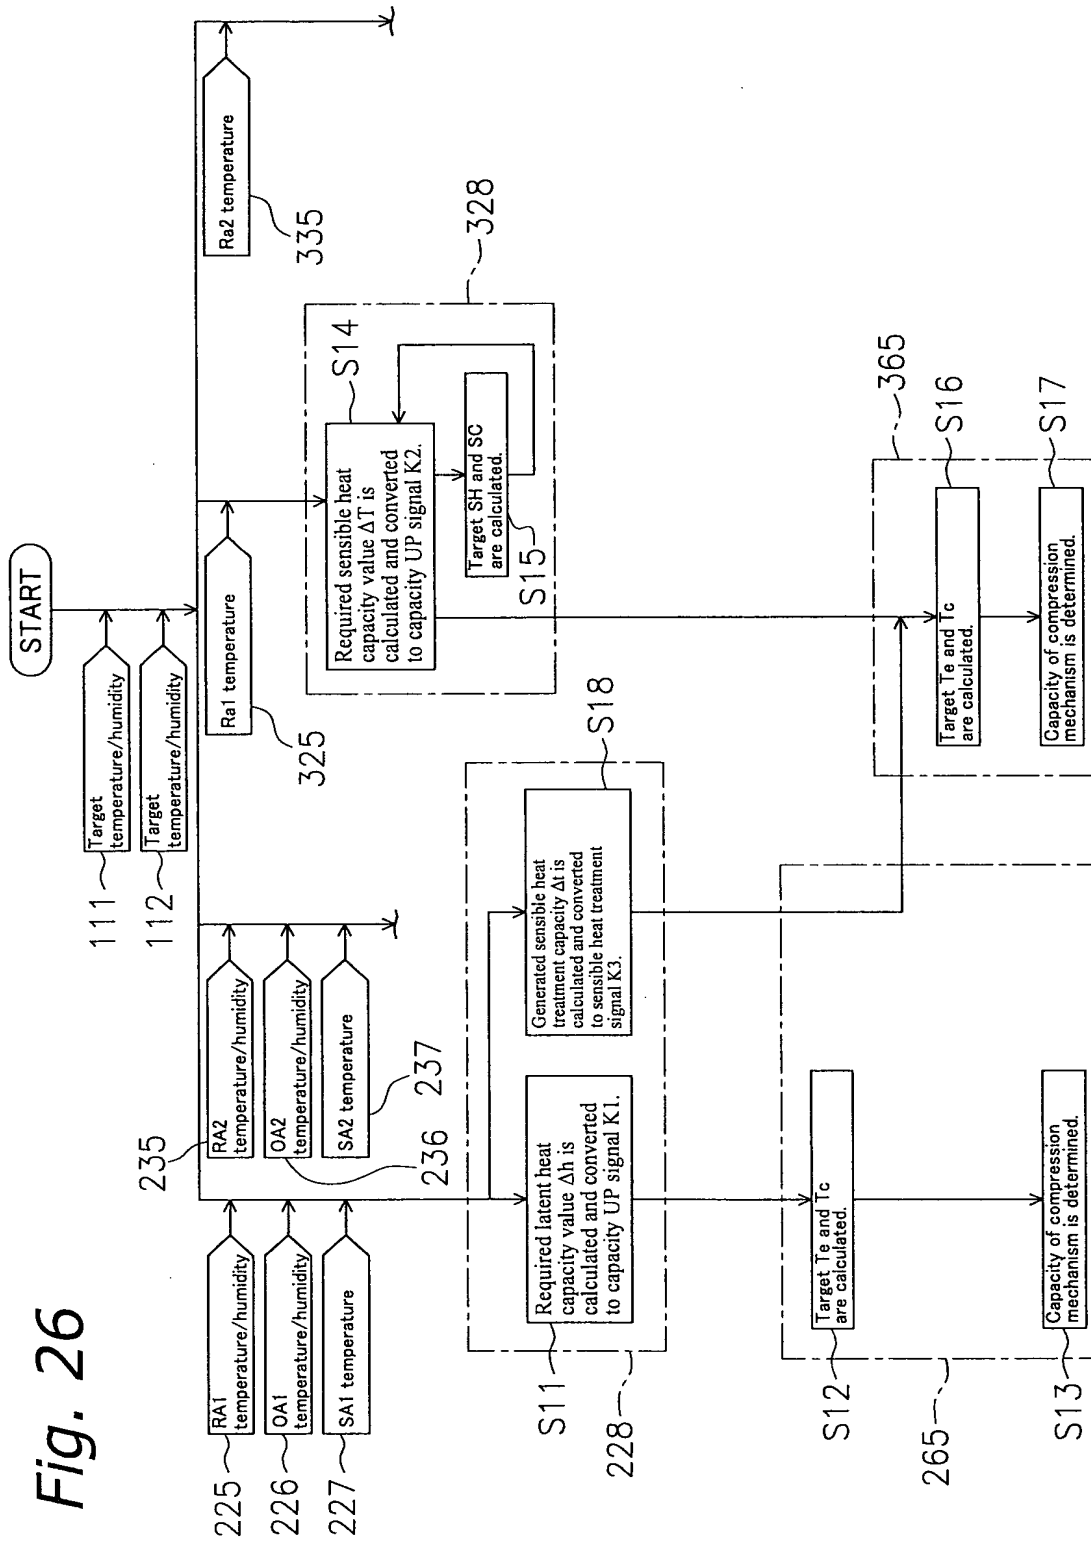 Fig. 26
START
111
Target
temperature/humidity
112
Target
temperature/humidity
225
RA1
temperature/humidity
226
OA1
temperature/humidity
227
SA1 temperature
235
RA2
temperature/humidity
236
OA2
temperature/humidity
237
SA2 temperature
325
Ra1 temperature
335
Ra2 temperature
S11
Required latent heat
capacity value Δh is
calculated and converted
to capacity UP signal K1.
228
S18
Generated sensible heat
treatment capacity Δt is
calculated and converted
to sensible heat treatment
signal K3.
S14
Required sensible heat
capacity value ΔT is
calculated and converted
to capacity UP signal K2.
328
S15
Target SH and SC
are calculated.
S12
Target Te and Tc
are calculated.
265
S13
Capacity of compression
mechanism is determined.
365
S16
Target Te and Tc
are calculated.
S17
Capacity of compression
mechanism is determined.